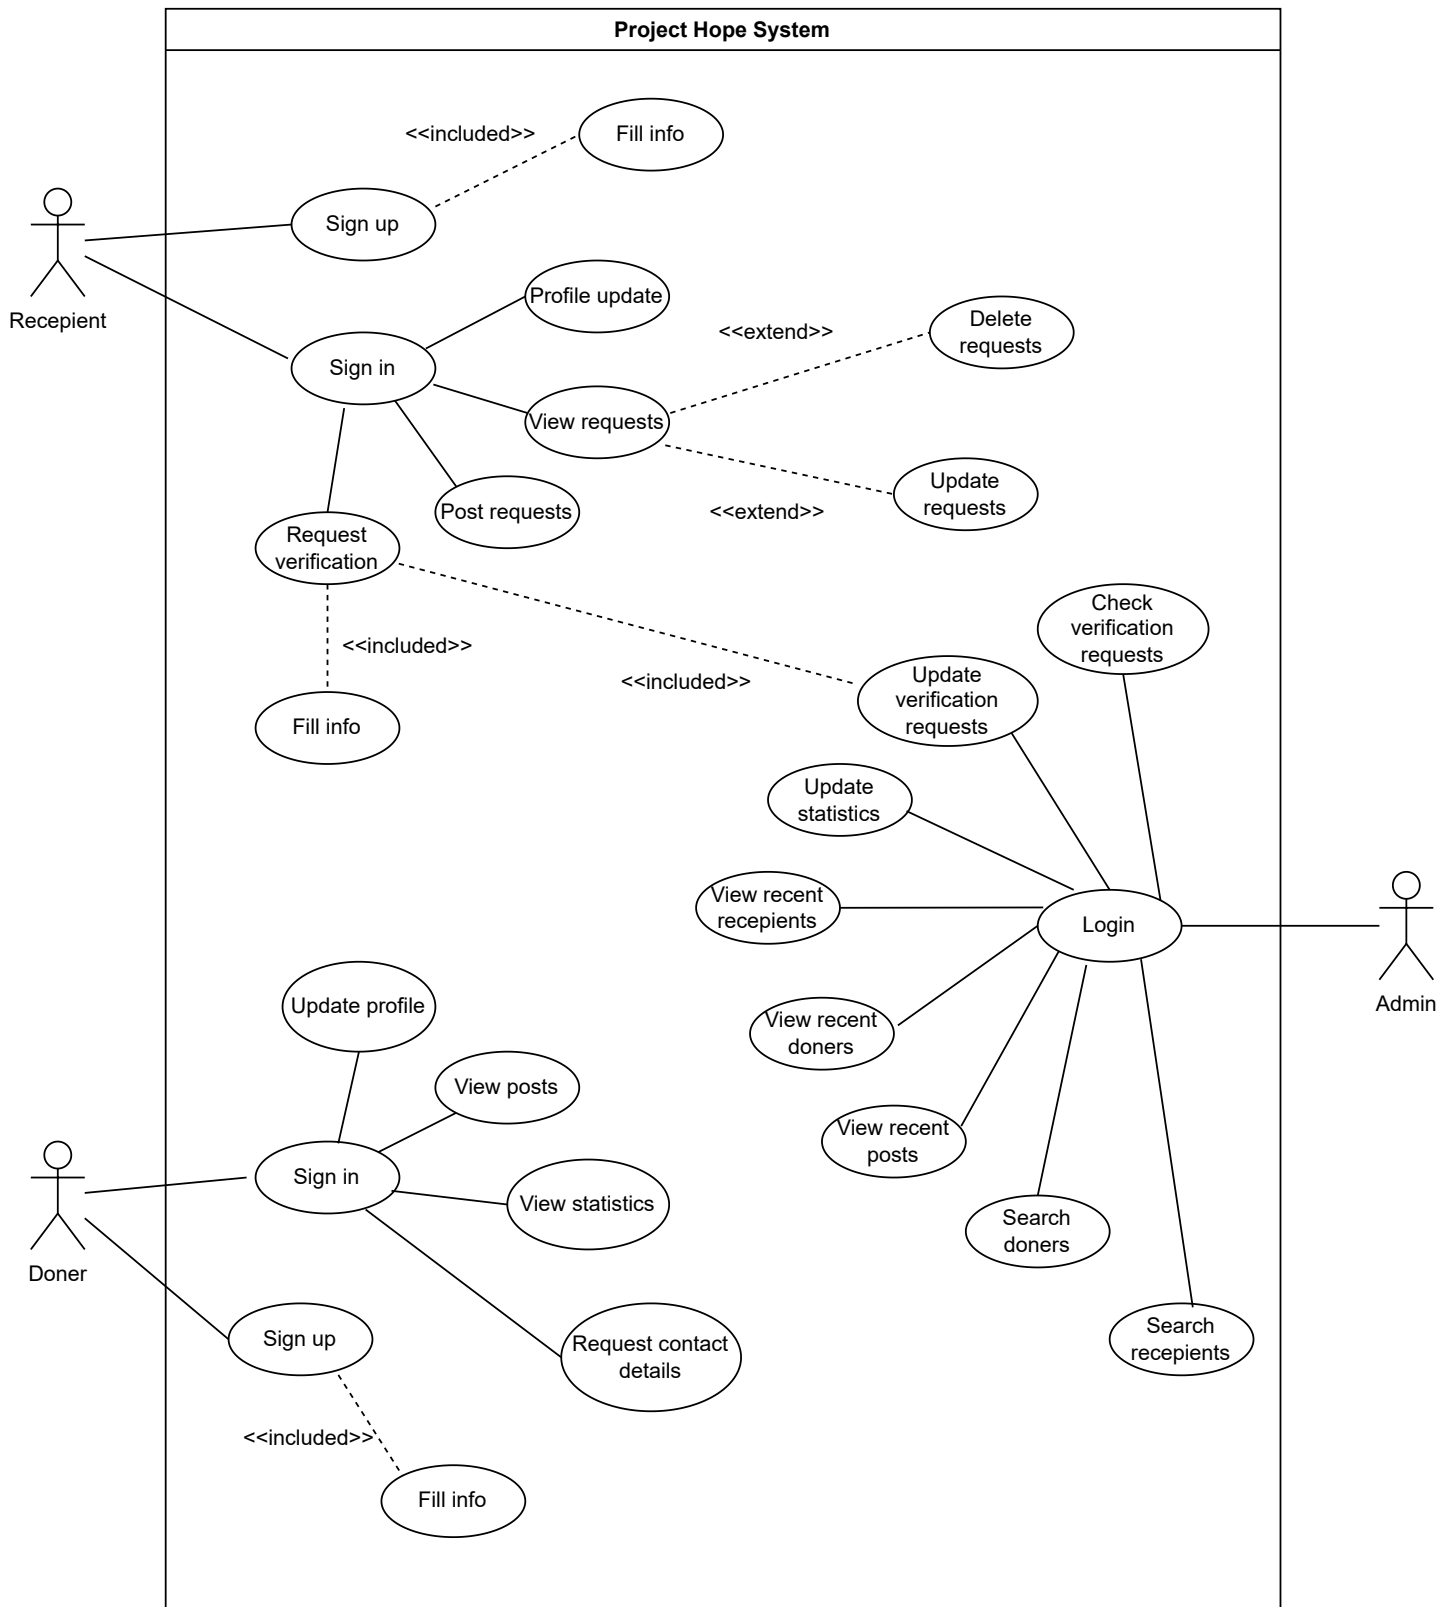 Project Hope System
<<included>>
Fill info
Sign up
Recepient
Profile update
Sign in
<<extend>>
Delete
requests
View requests
Update
requests
<<extend>>
Post requests
Request
verification
<<included>>
<<included>>
Fill info
Check
verification
requests
Update
verification
requests
Update
statistics
View recent
recepients
Login
Admin
View recent
doners
View recent
posts
Search
doners
Search
recepients
Update profile
View posts
Sign in
View statistics
Doner
Sign up
Request contact
details
<<included>>
Fill info